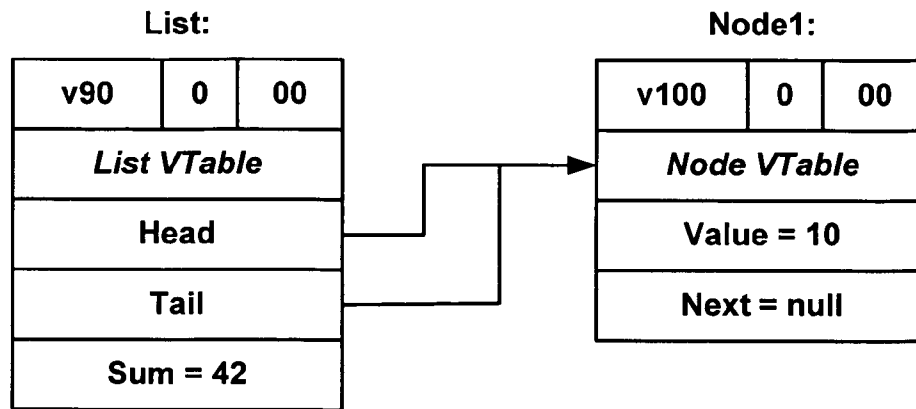 List:
v90 0 00
List VTable
Head
Tail
Sum = 42
Node1:
v100 0 00
Node VTable
Value = 10
Next = null